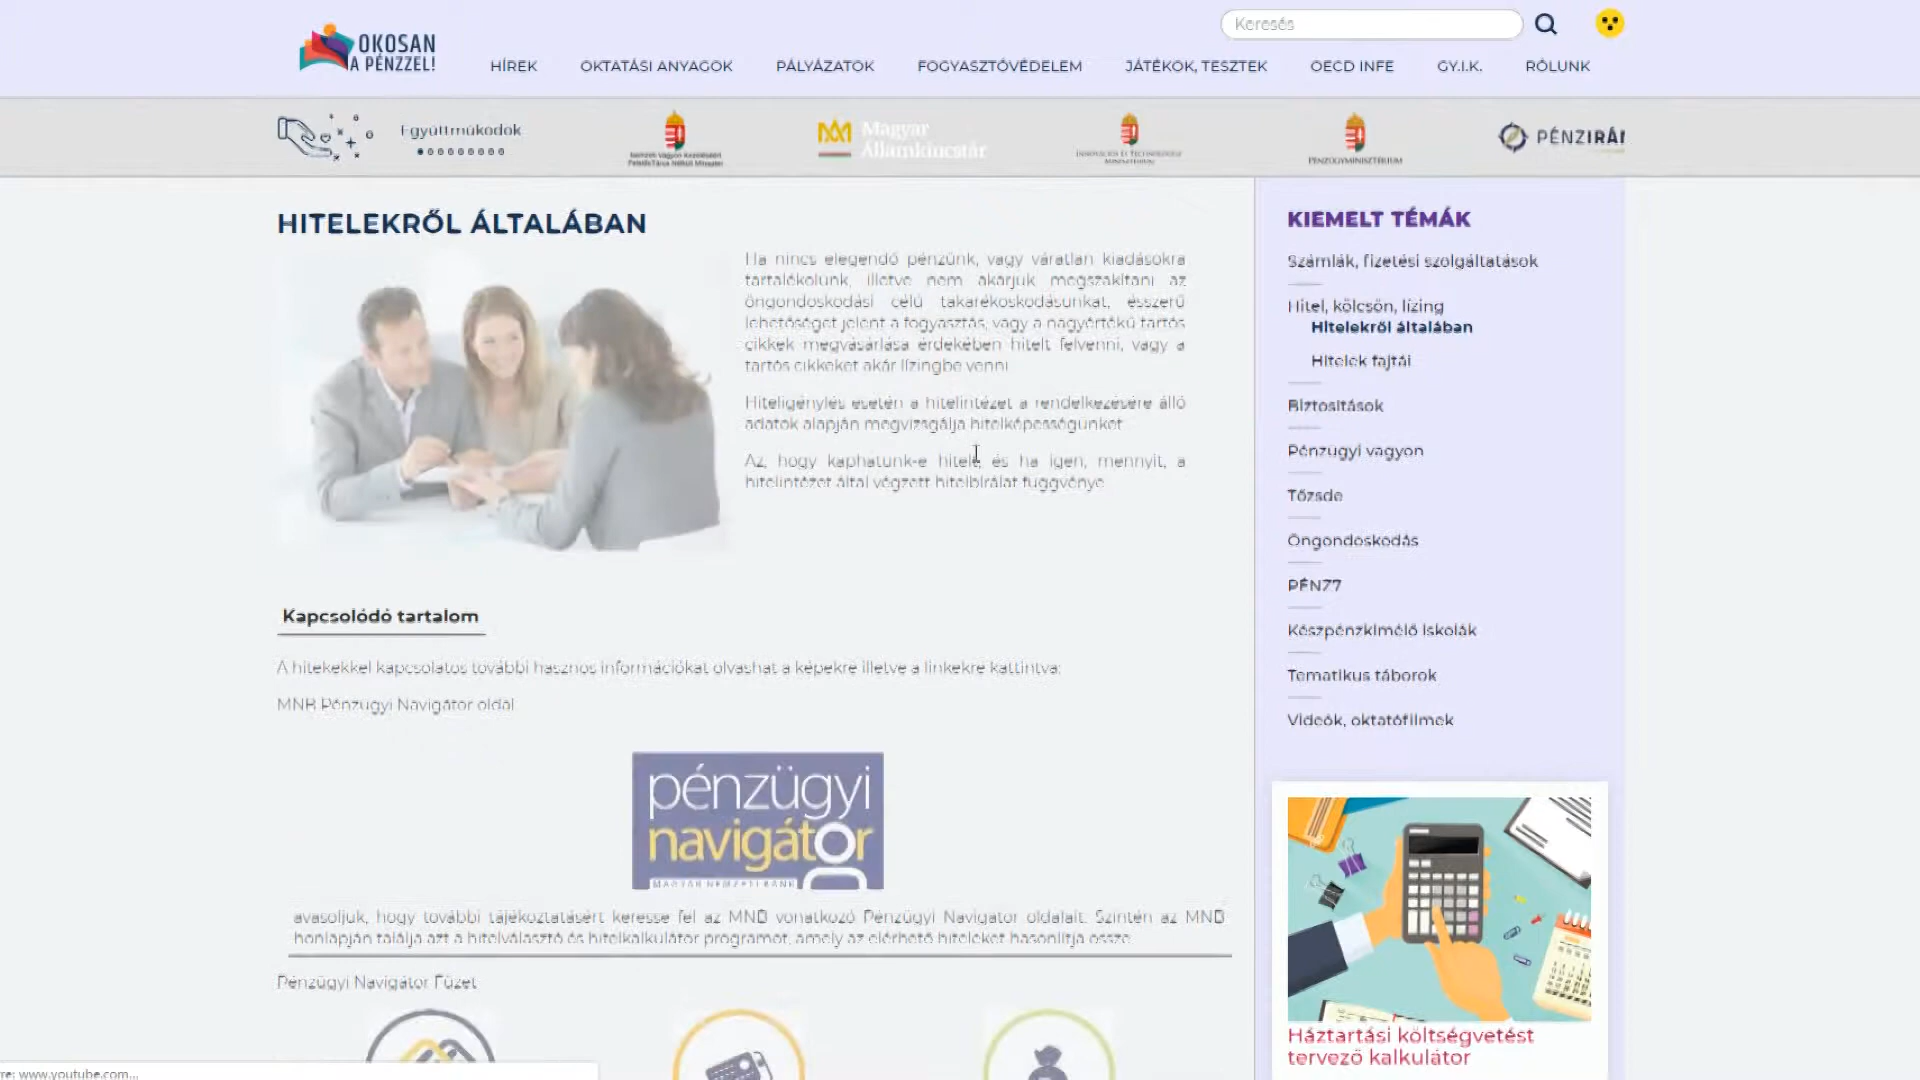 Keresés
OKOSAN
A PÉNZZEL!
HÍREK
OKTATÁSI ANYAGOK
PÁLYÁZATOK
FOGYASZTÓVÉDELEM
JÁTÉKOK, TESZTEK
OECD INFE
GY.I.K.
RÓLUNK
Együttműködők
Magyar
Államkincstár
INNOVÁCIÓS ÉS TECHNOLÓGIAI
MINISZTÉRIUM
PÉNZÜGYMINISZTÉRIUM
PÉNZIRÁ
HITELEKRŐL ÁLTALÁBAN
Ha nincs elegendő pénzünk, vagy váratlan kiadásokra
tartalékolunk, illetve nem akarjuk megszakítani az
öngondoskodási célú takarékoskodásunkat, ésszerű
lehetőséget jelent a fogyasztás, vagy a nagyértékű tartós
cikkek megvásárlása érdekében hitelt felvenni, vagy a
tartós cikkeket akár lízingbe venni.
Hiteligénylés esetén a hitelintézet a rendelkezésére álló
adatok alapján megvizsgálja hitelképességünket.
Az, hogy kaphatunk-e hitelt, és ha igen, mennyit, a
hitelintézet által végzett hitelbírálat függvénye.
Kapcsolódó tartalom
A hitekekkel kapcsolatos további hasznos információkat olvashat a képekre illetve a linkekre kattintva:
MNB Pénzügyi Navigátor oldal
pénzügyi
navigátor
MAGYAR NEMZETI BANK
avasoljuk, hogy további tájékoztatásért keresse fel az MNB vonatkozó Pénzügyi Navigátor oldalait. Szintén az MNB
honlapján találja azt a hitelválasztó és hitelkalkulátor programot, amely az elérhető hiteleket hasonlítja össze.
Pénzügyi Navigátor Füzet
KIEMELT TÉMÁK
Számlák, fizetési szolgáltatások
Hitel, kölcsön, lízing
Hitelekről általában
Hitelek fajtái
Biztosítások
Pénzügyi vagyon
Tőzsde
Öngondoskodás
PÉNZ7
Készpénzkímélő iskolák
Tematikus táborok
Videók, oktatófilmek
Háztartási költségvetést
tervező kalkulátor
re: www.youtube.com...